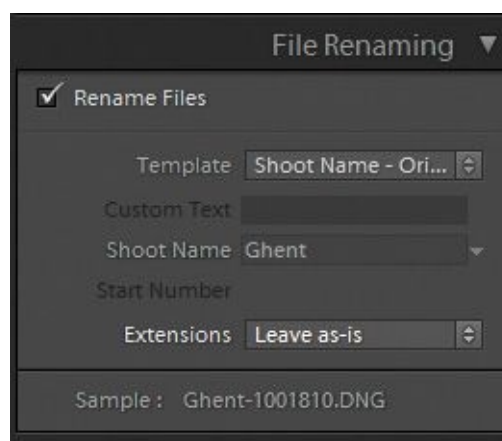 File Renaming
Rename Files
Template Shoot Name - Ori...
Custom Text
Shoot Name Ghent
Start Number
Extensions Leave as-is
Sample : Ghent-1001810.DNG